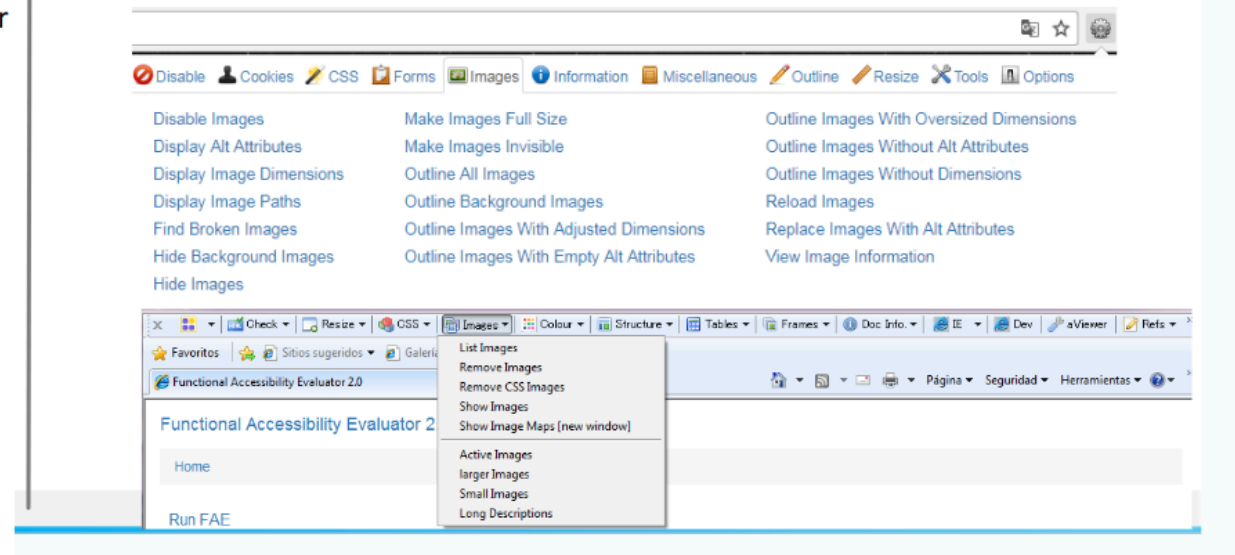 r
Disable Cookies CSS Forms Images Information Miscellaneous Outline Resize Tools Options
Disable Images
Display Alt Attributes
Display Image Dimensions
Display Image Paths
Find Broken Images
Hide Background Images
Hide Images
Make Images Full Size
Make Images Invisible
Outline All Images
Outline Background Images
Outline Images With Adjusted Dimensions
Outline Images With Empty Alt Attributes
Outline Images With Oversized Dimensions
Outline Images Without Alt Attributes
Outline Images Without Dimensions
Reload Images
Replace Images With Alt Attributes
View Image Information
X Check Resize CSS Images Colour Structure Tables Frames Doc Info. IE Dev aViewer Refs
Favoritos Sitios sugeridos Galería
Functional Accessibility Evaluator 2.0 Página Seguridad Herramientas
List Images
Remove Images
Remove CSS Images
Show Images
Show Image Maps [new window]
Active Images
larger Images
Small Images
Long Descriptions
Functional Accessibility Evaluator 2
Home
Run FAE